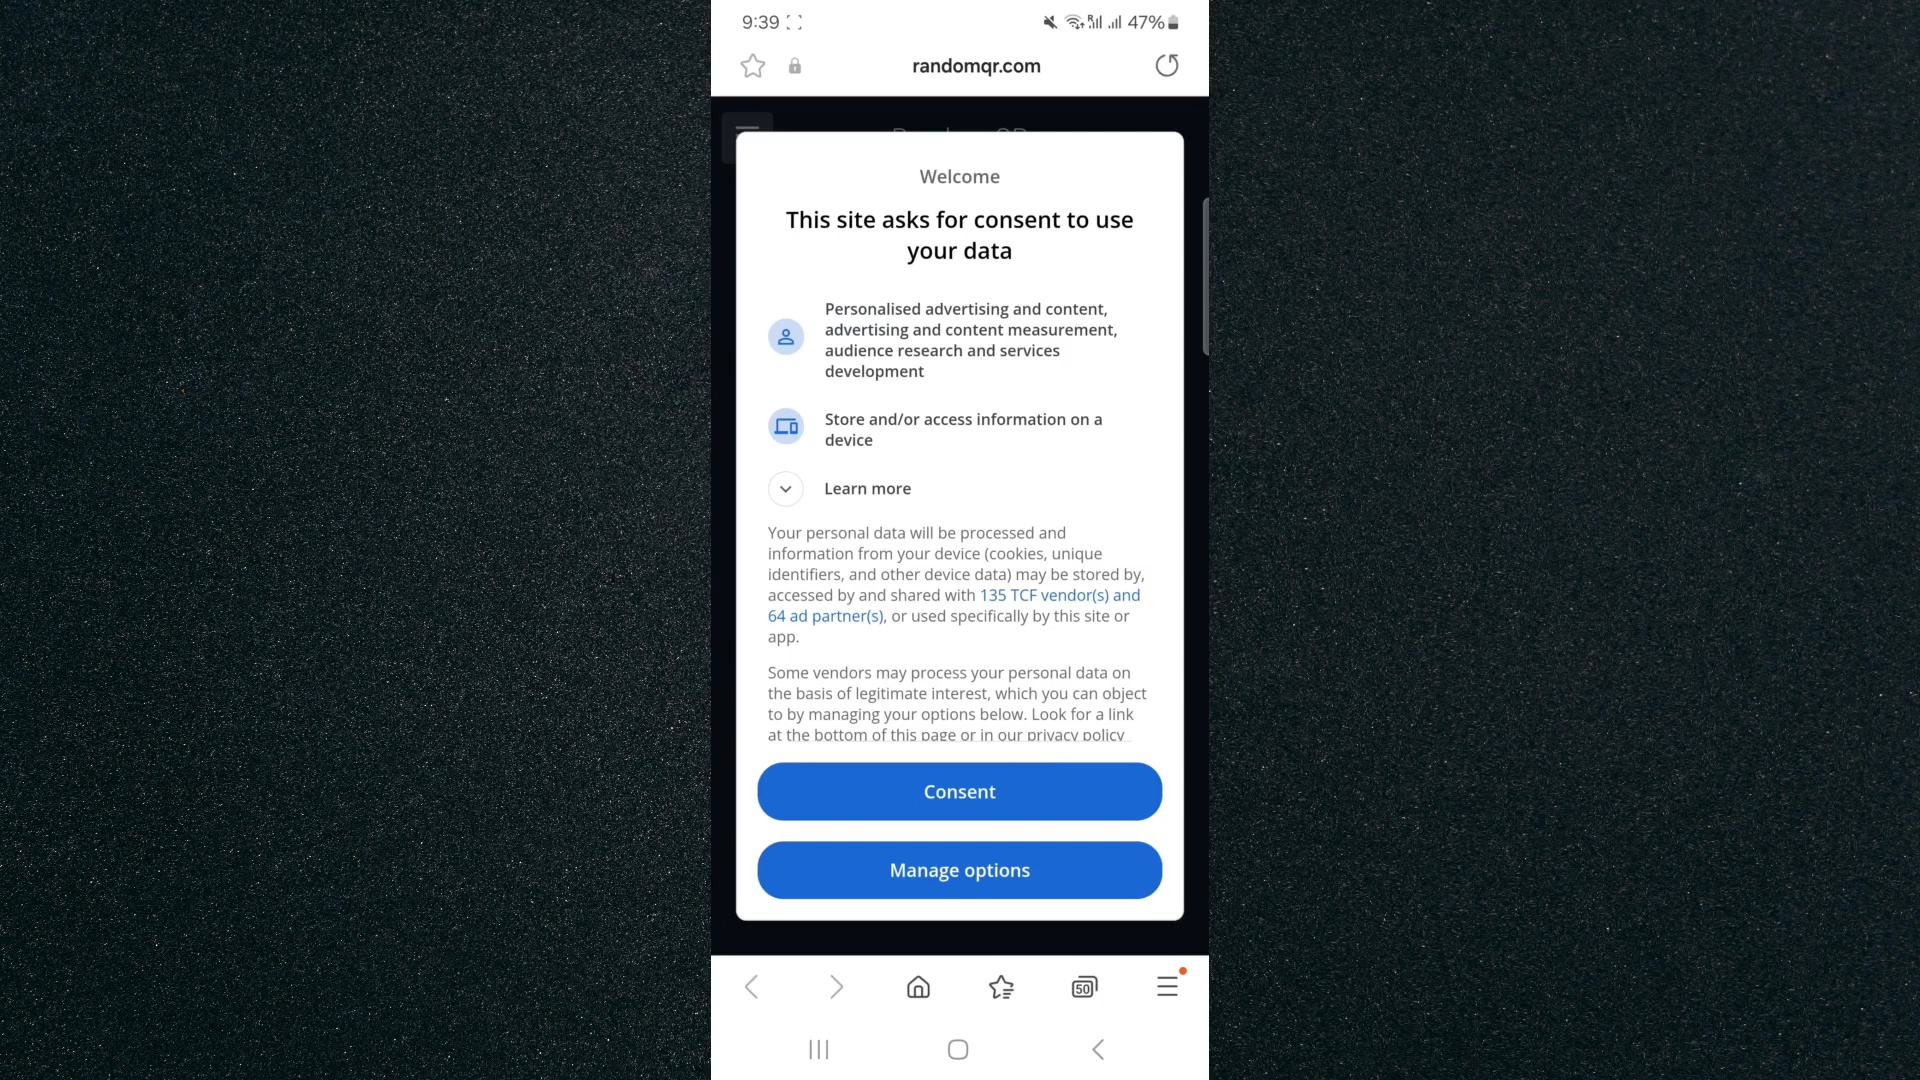 9:39
47%
randomqr.com
Welcome
This site asks for consent to use
your data
Personalised advertising and content,
advertising and content measurement,
audience research and services
development
Store and/or access information on a
device
Learn more
Your personal data will be processed and
information from your device (cookies, unique
identifiers, and other device data) may be stored by,
accessed by and shared with 135 TCF vendor(s) and
64 ad partner(s), or used specifically by this site or
app.
Some vendors may process your personal data on
the basis of legitimate interest, which you can object
to by managing your options below. Look for a link
at the bottom of this page or in our privacy policy
Consent
Manage options
50